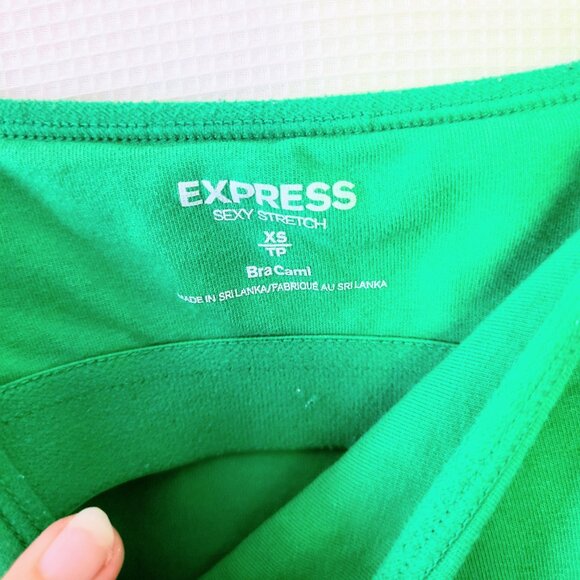 EXPRESS
SEXY STRETCH
XS
TP
Bra Cami
MADE IN SRI LANKA/FABRIQUÉ AU SRI LANKA